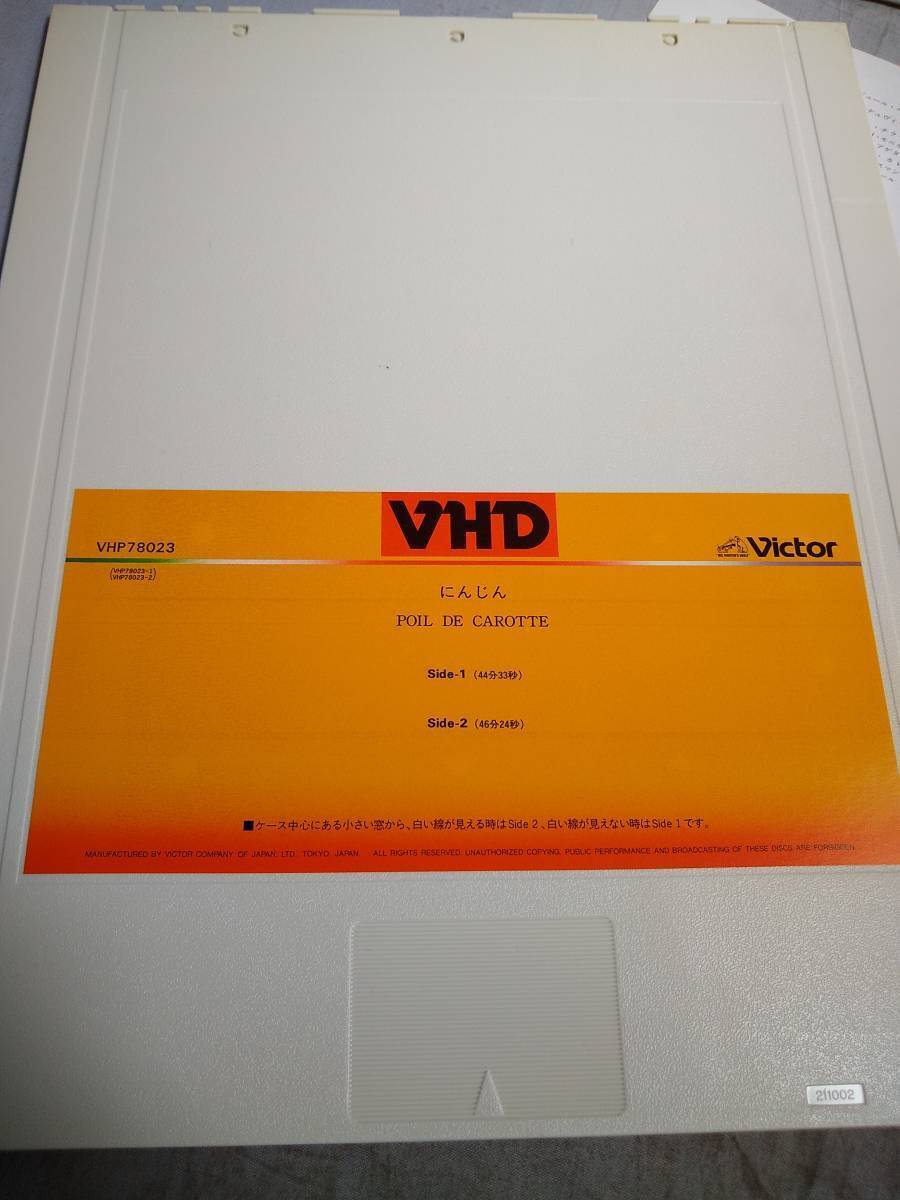 VHD
VHP78023
(VHP78023-1)
(VHP78023-2)
"HIS MASTER'S VOICE"
Victor
にんじん
POIL DE CAROTTE
Side-1 (44分33秒)
Side-2 (46分24秒)
■ケース中心にある小さい窓から、白い線が見える時はSide 2、白い線が見えない時はSide 1です。
MANUFACTURED BY VICTOR COMPANY OF JAPAN, LTD., TOKYO, JAPAN ALL RIGHTS RESERVED. UNAUTHORIZED COPYING, PUBLIC PERFORMANCE AND BROADCASTING OF THESE DISCS ARE FORBIDDEN.
211002